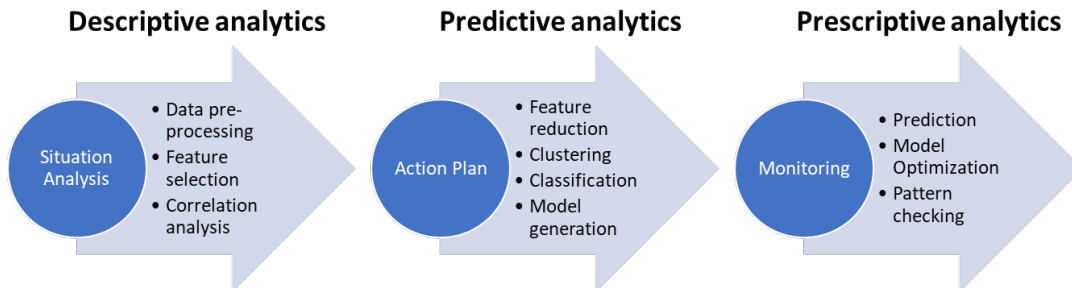 Descriptive analytics
Predictive analytics
Prescriptive analytics
Situation
Analysis
• Data pre-
processing
• Feature
selection
• Correlation
analysis
Action Plan
• Feature
reduction
• Clustering
• Classification
• Model
generation
Monitoring
• Prediction
• Model
Optimization
• Pattern
checking